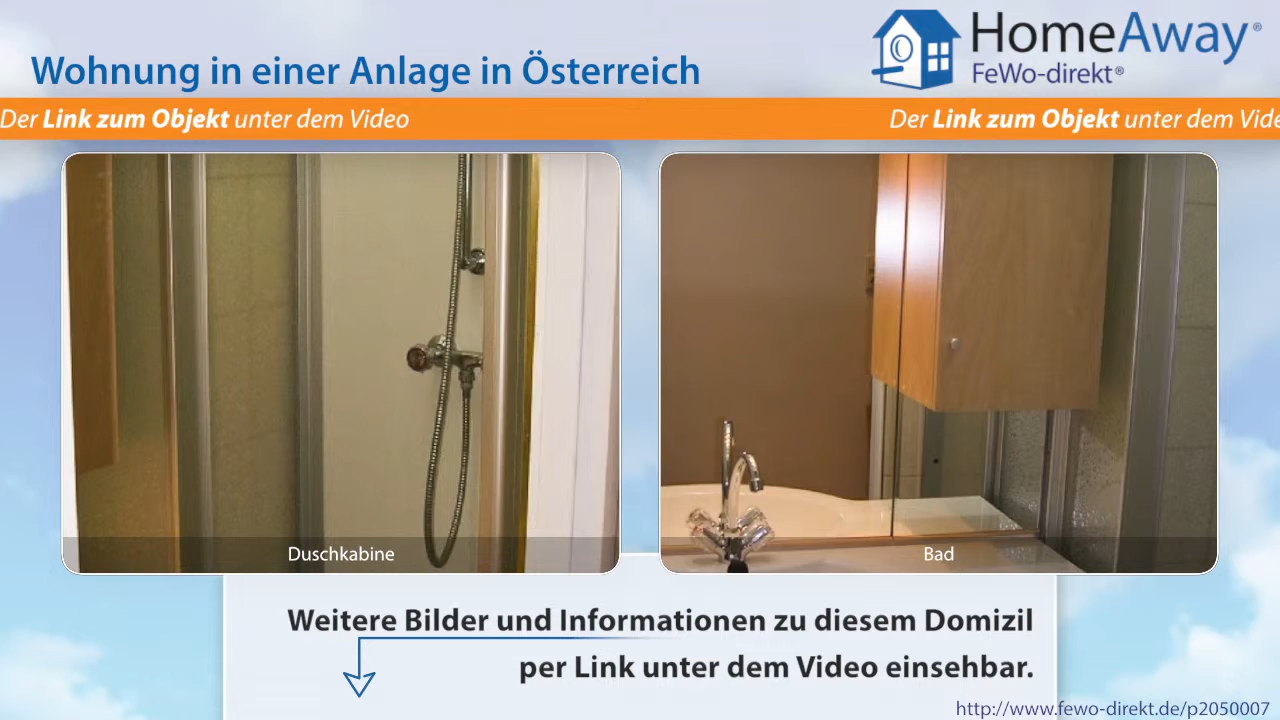 Wohnung in einer Anlage in Österreich
HomeAway®
FeWo-direkt®
Der Link zum Objekt unter dem Video
Der Link zum Objekt unter dem Vide
Duschkabine
Bad
Weitere Bilder und Informationen zu diesem Domizil
per Link unter dem Video einsehbar.
http://www.fewo-direkt.de/p2050007